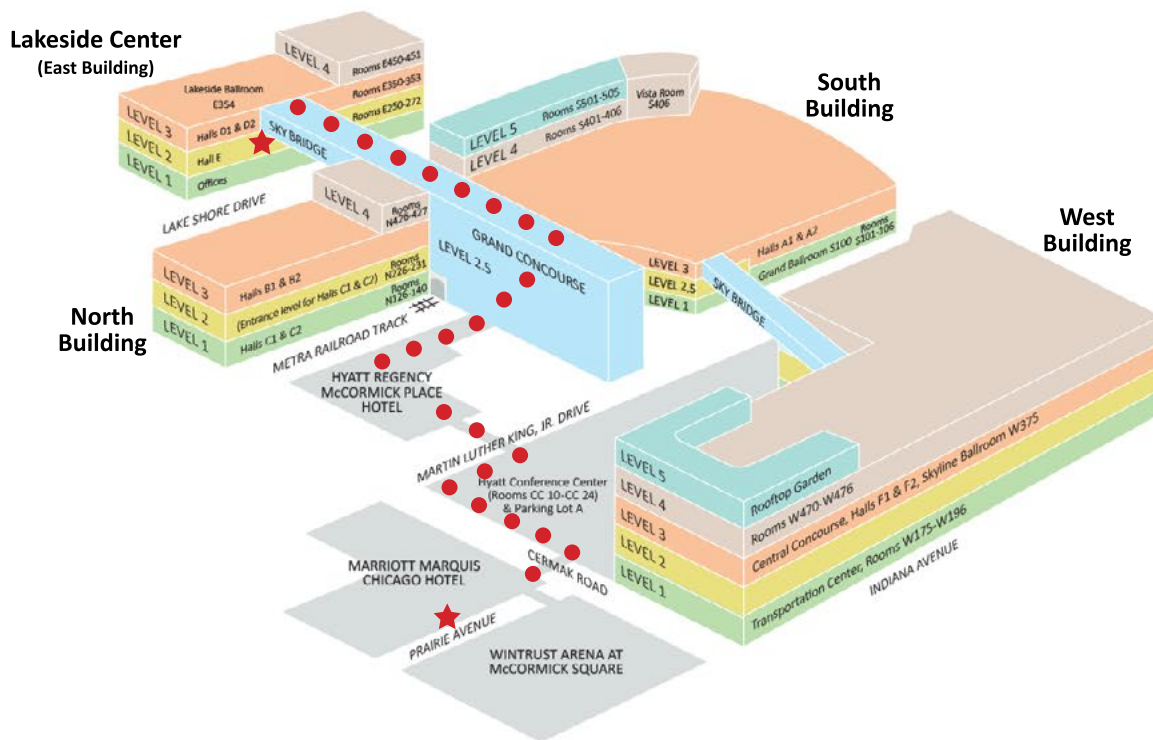 Lakeside Center
(East Building)
LEVEL 4
Rooms E450-451
Lakeside Ballroom
E354
Rooms E350-353
LEVEL 3
Halls D1 & D2
Rooms E250-272
LEVEL 2
Hall E
LEVEL 1
Offices
SKY BRIDGE
LAKE SHORE DRIVE
South
Building
LEVEL 5
Rooms S501-505
LEVEL 4
Rooms S401-406
Vista Room
S406
LEVEL 3
Halls A1 & A2
LEVEL 2.5
Grand Ballroom S100
Rooms
S101-106
LEVEL 1
GRAND CONCOURSE
LEVEL 2.5
North
Building
LEVEL 4
Rooms
N426-427
LEVEL 3
Halls B1 & B2
LEVEL 2
(Entrance level for Halls C1 & C2)
Rooms
N226-231
LEVEL 1
Halls C1 & C2
Rooms
N126-140
METRA RAILROAD TRACK
West
Building
SKY BRIDGE
LEVEL 5
Rooftop Garden
LEVEL 4
Rooms W470-W476
LEVEL 3
Central Concourse, Halls F1 & F2, Skyline Ballroom W375
LEVEL 2
LEVEL 1
Transportation Center, Rooms W175-W196
INDIANA AVENUE
HYATT REGENCY
McCORMICK PLACE
HOTEL
MARTIN LUTHER KING, JR. DRIVE
Hyatt Conference Center
(Rooms CC 10-CC 24)
& Parking Lot A
CERMAK ROAD
MARRIOTT MARQUIS
CHICAGO HOTEL
PRAIRIE AVENUE
WINTRUST ARENA AT
McCORMICK SQUARE